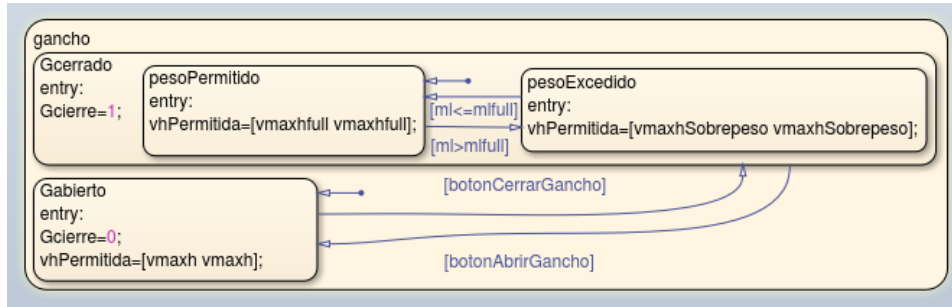 gancho
Gcerrado
entry:
Gcierre=1;
pesoPermitido
entry:
vhPermitida=[vmaxhfull vmaxhfull];
[ml<=mlfull]
[ml>mlfull]
pesoExcedido
entry:
vhPermitida=[vmaxhSobrepeso vmaxhSobrepeso];
Gabierto
entry:
Gcierre=0;
vhPermitida=[vmaxh vmaxh];
[botonCerrarGancho]
[botonAbrirGancho]